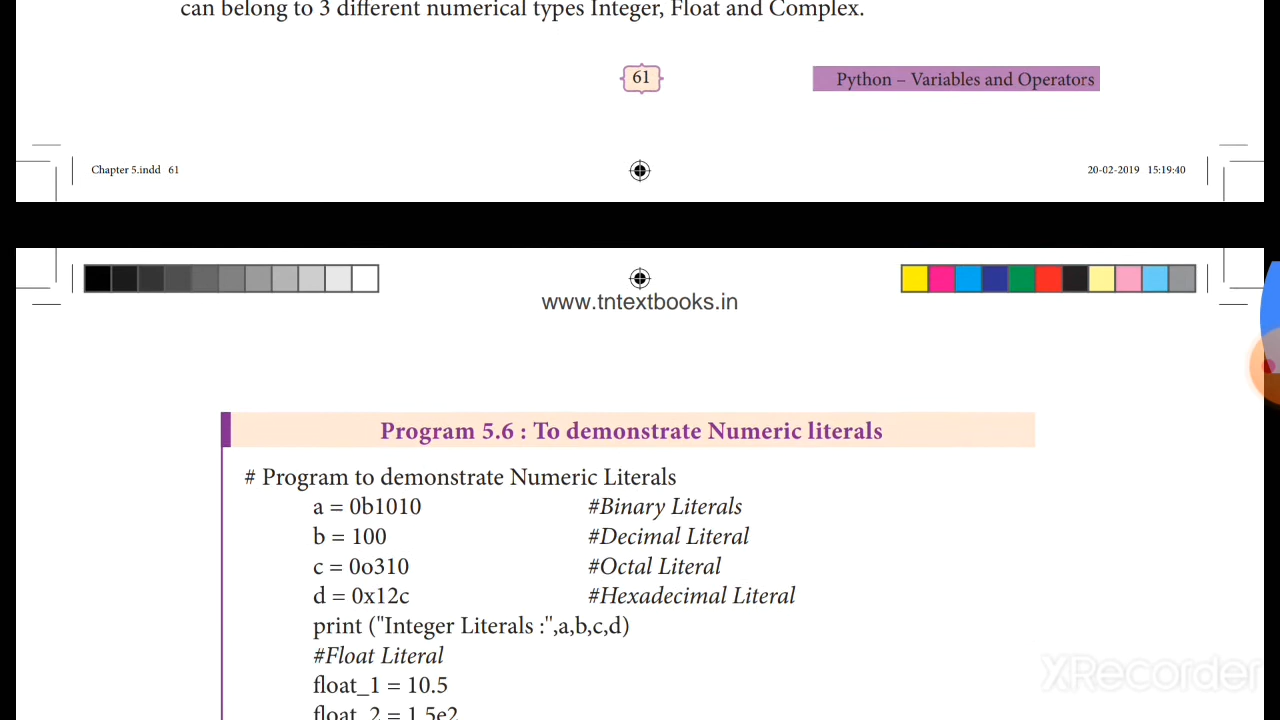 can belong to 3 different numerical types Integer, Float and Complex.
61
Python – Variables and Operators
Chapter 5.indd 61
20-02-2019 15:19:40
www.tntextbooks.in
Program 5.6 : To demonstrate Numeric literals
# Program to demonstrate Numeric Literals
a = 0b1010 #Binary Literals
b = 100 #Decimal Literal
c = 0o310 #Octal Literal
d = 0x12c #Hexadecimal Literal
print ("Integer Literals :",a,b,c,d)
#Float Literal
float_1 = 10.5
float_2 = 1.5e2
XRecorder